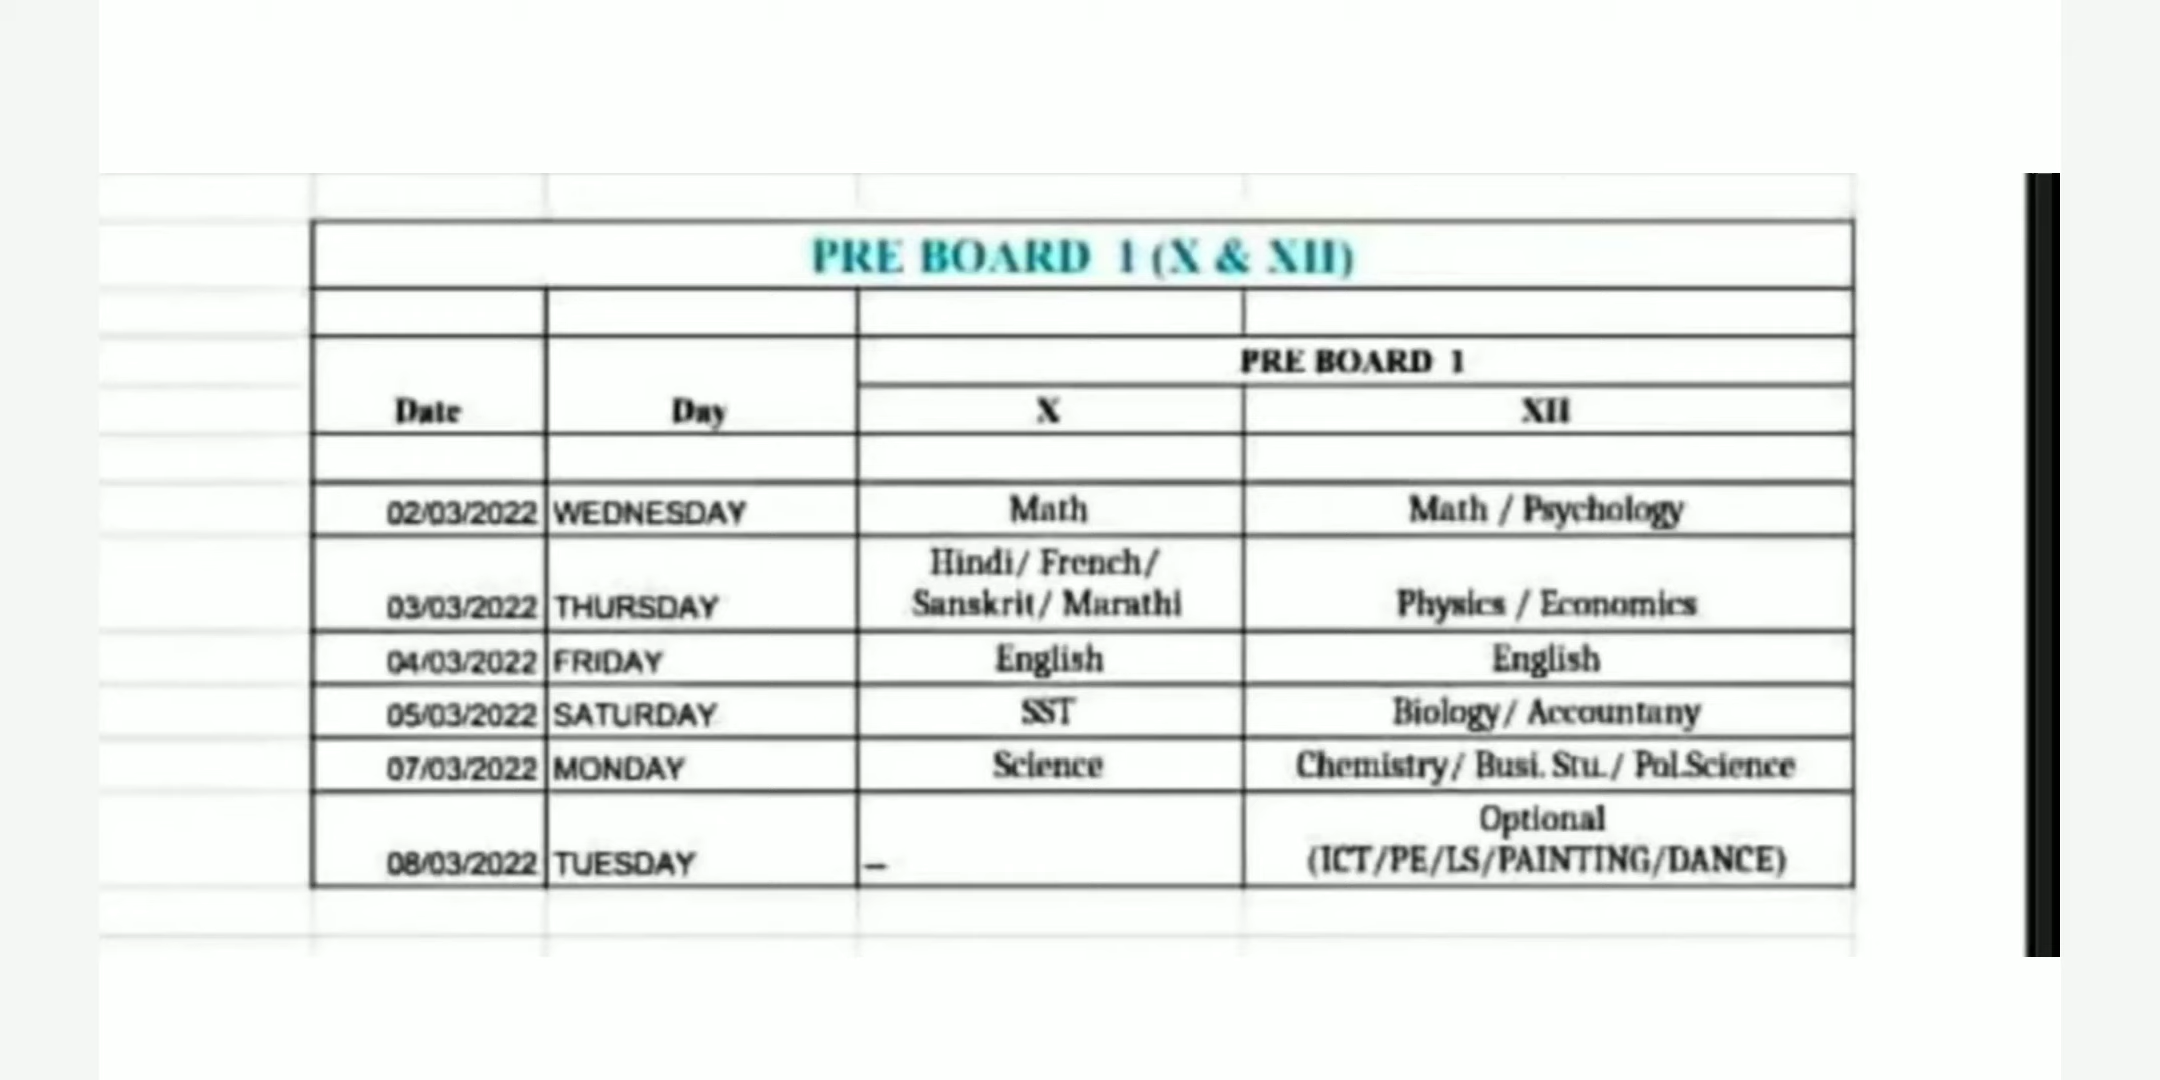 PRE BOARD 1 (X & XII)
PRE BOARD 1
Date Day X XII
02/03/2022 WEDNESDAY Math Math / Psychology
Hindi/ French/
03/03/2022 THURSDAY Sanskrit/ Marathi Physics / Economics
04/03/2022 FRIDAY English English
05/03/2022 SATURDAY SST Biology/ Accountany
07/03/2022 MONDAY Science Chemistry/ Busi. Stu./ Pol.Science
Optional
08/03/2022 TUESDAY – (ICT/PE/LS/PAINTING/DANCE)